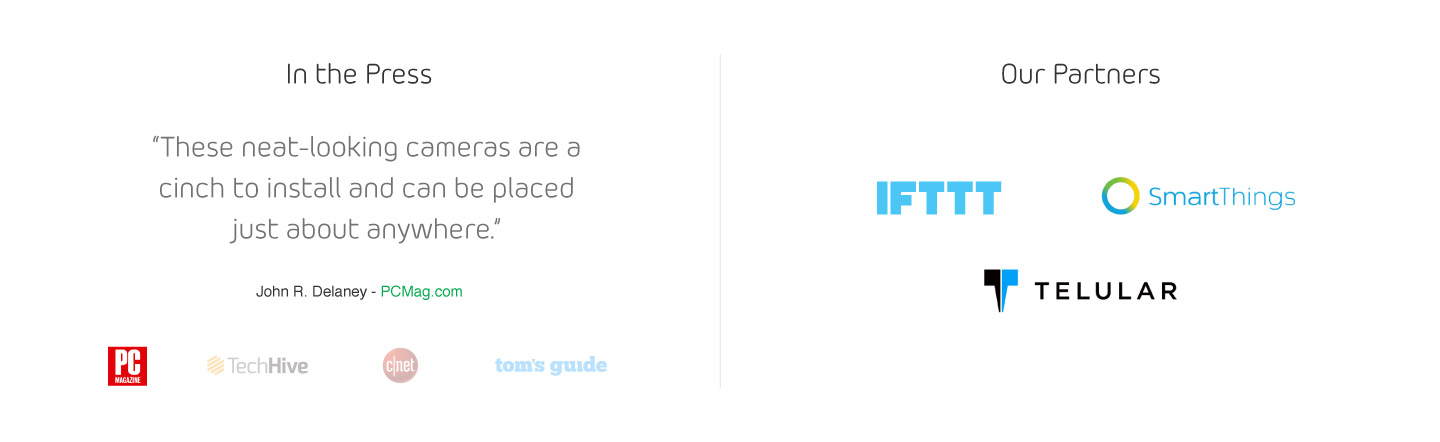 In the Press
“These neat-looking cameras are a
cinch to install and can be placed
just about anywhere.”
John R. Delaney - PCMag.com
PC
MAGAZINE
TechHive
c|net
tom's guide
Our Partners
IFTTT
SmartThings
TELULAR